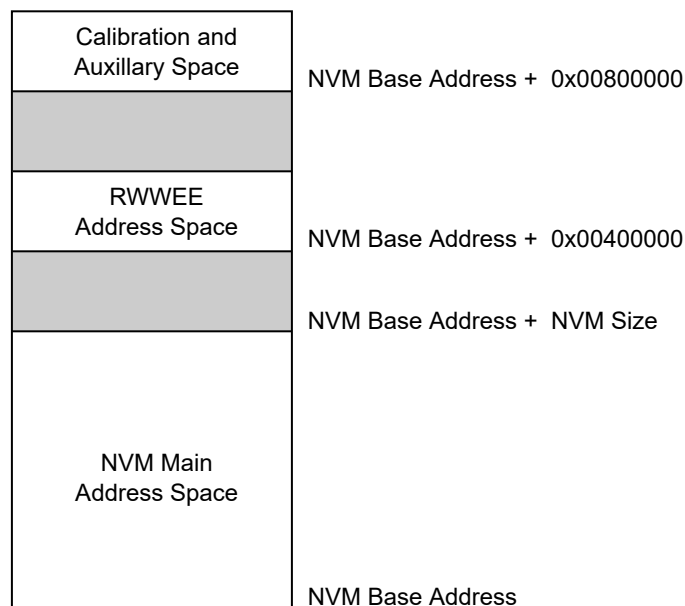 Calibration and
Auxillary Space
NVM Base Address + 0x00800000
RWWEE
Address Space
NVM Base Address + 0x00400000
NVM Base Address + NVM Size
NVM Main
Address Space
NVM Base Address